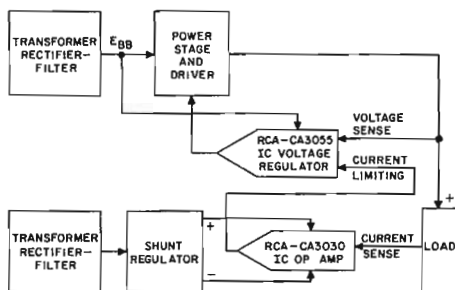 TRANSFORMER
RECTIFIER-
FILTER
EBB
POWER
STAGE
AND
DRIVER
VOLTAGE
SENSE
RCA-CA3055
IC VOLTAGE
REGULATOR
CURRENT
LIMITING
+
TRANSFORMER
RECTIFIER-
FILTER
SHUNT
REGULATOR
+
-
RCA-CA3030
IC OP AMP
CURRENT
SENSE
LOAD